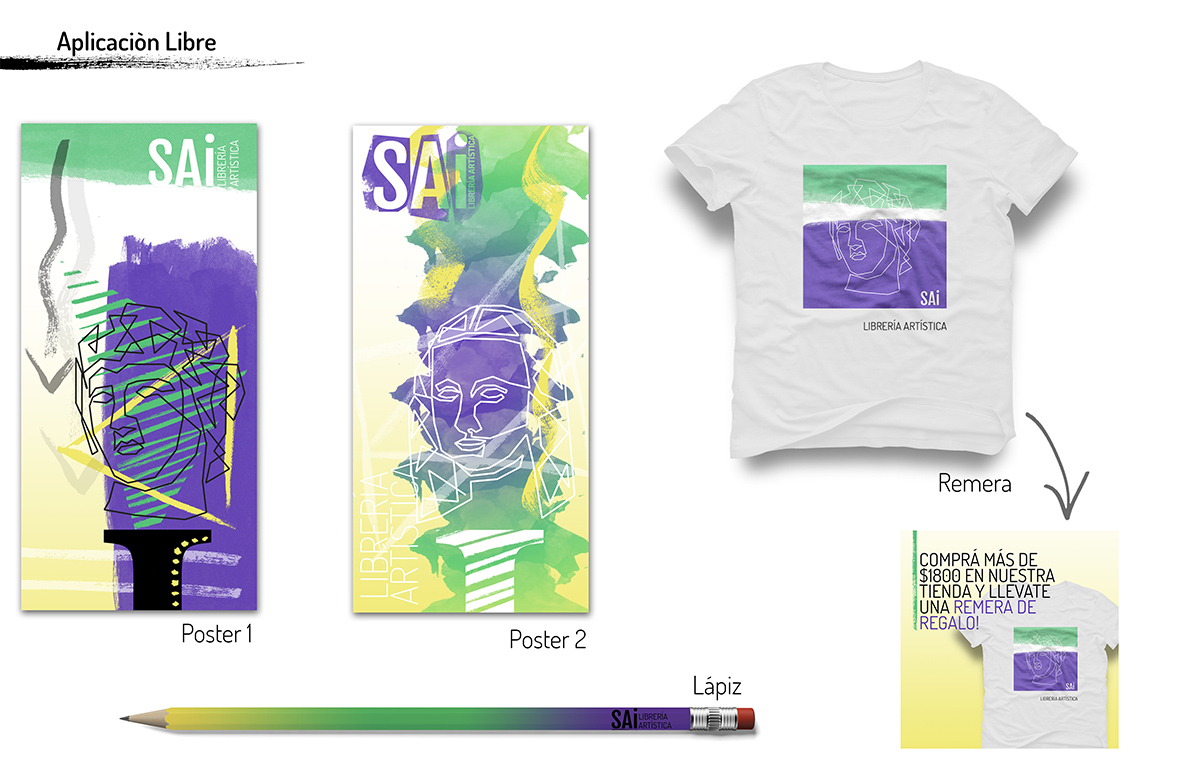 Aplicaciòn Libre
SAi
LIBRERÍA
ARTÍSTICA
SAi
LIBRERÍA ARTÍSTICA
LIBRERÍA
ARTÍSTICA
SAi
LIBRERÍA ARTÍSTICA
Remera
COMPRÁ MÁS DE
$1800 EN NUESTRA
TIENDA Y LLEVATE
UNA REMERA DE
REGALO!
SAi
LIBRERÍA ARTÍSTICA
Poster 1
Poster 2
Lápiz
SAi
LIBRERÍA
ARTÍSTICA